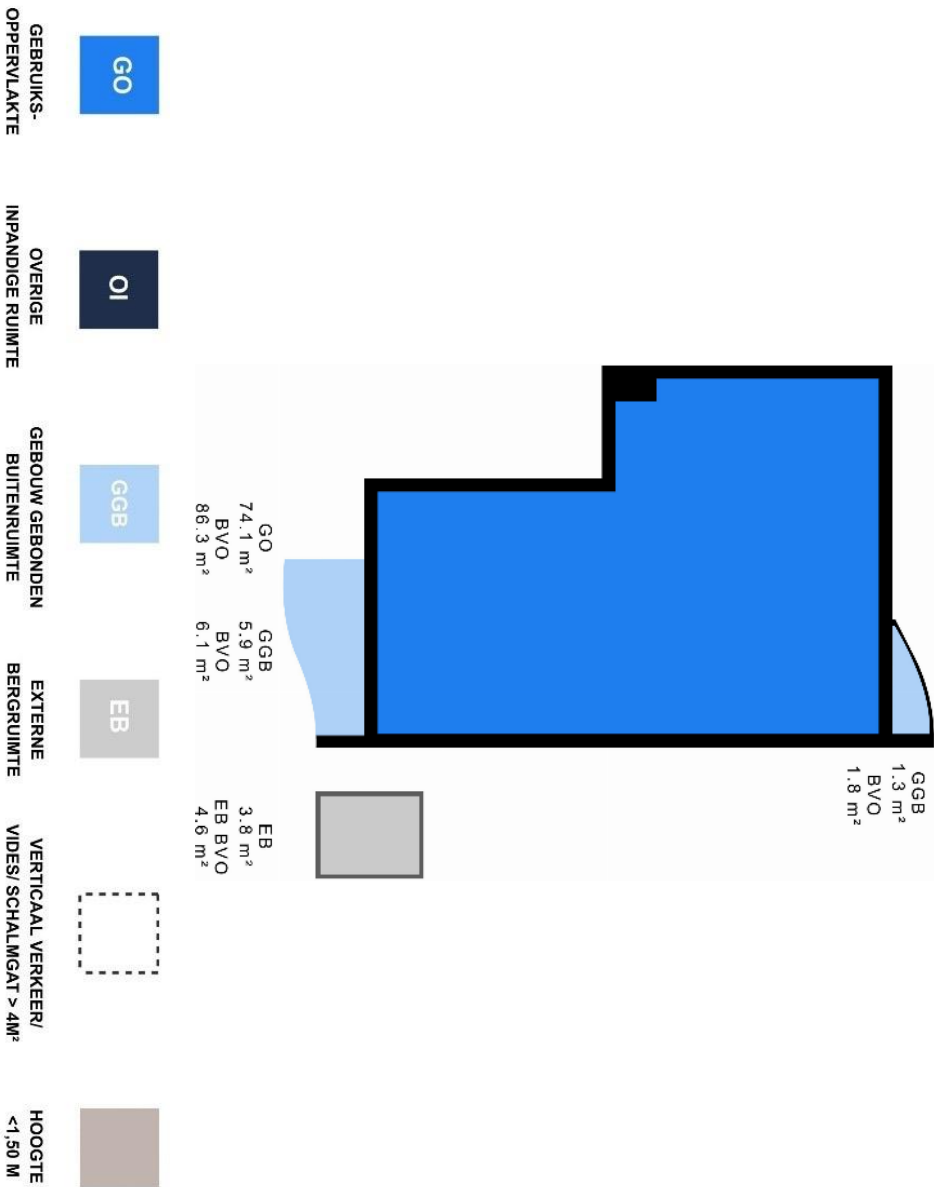 GGB
1.3 m²
BVO
1.8 m²
GO
74.1 m²
BVO
86.3 m²
GGB
5.9 m²
BVO
6.1 m²
EB
3.8 m²
EB BVO
4.6 m²
GO
GEBRUIKS-
OPPERVLAKTE
OI
OVERIGE
INPANDIGE RUIMTE
GGB
GEBOUW GEBONDEN
BUITENRUIMTE
EB
EXTERNE
BERGRUIMTE
VERTICAAL VERKEER/
VIDES/ SCHALMGAT > 4M²
HOOGTE
<1,50 M